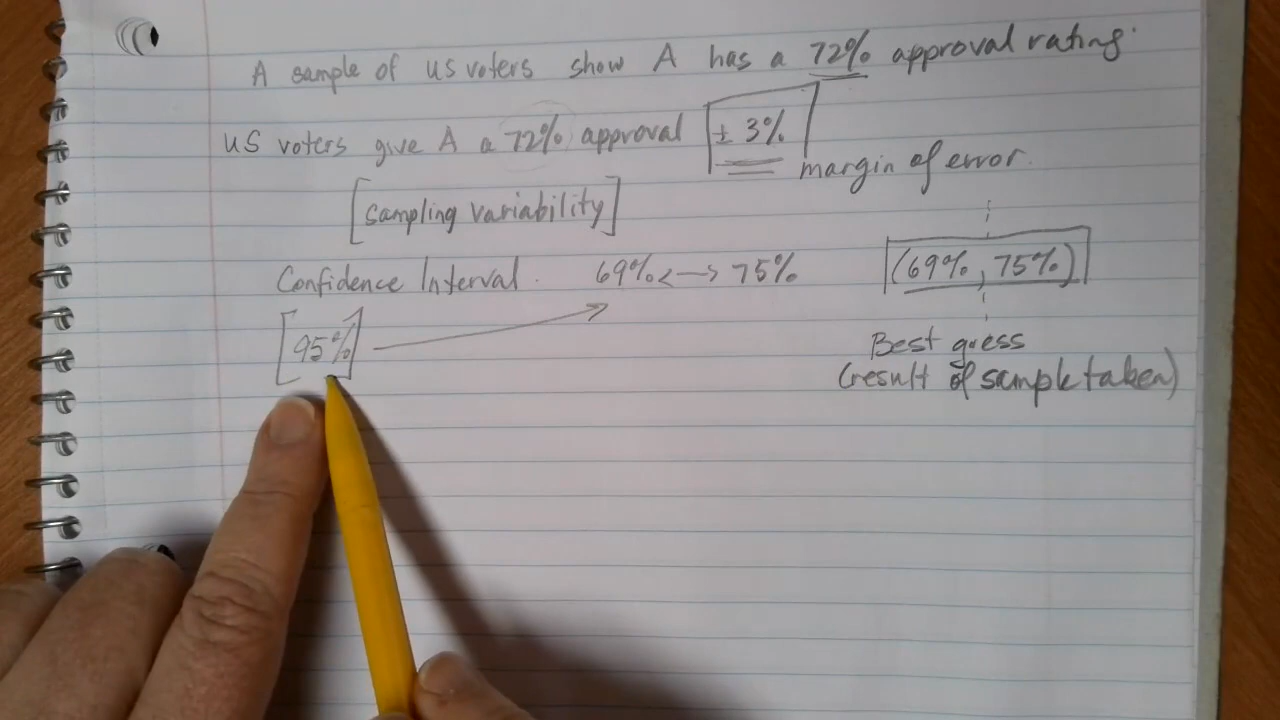 A sample of US voters show A has a 72% approval rating.
US voters give A a 72% approval ± 3%
margin of error.
[sampling variability]
Confidence Interval. 69% <–> 75% (69%, 75%)
[95%]
Best guess
(result of sample taken)